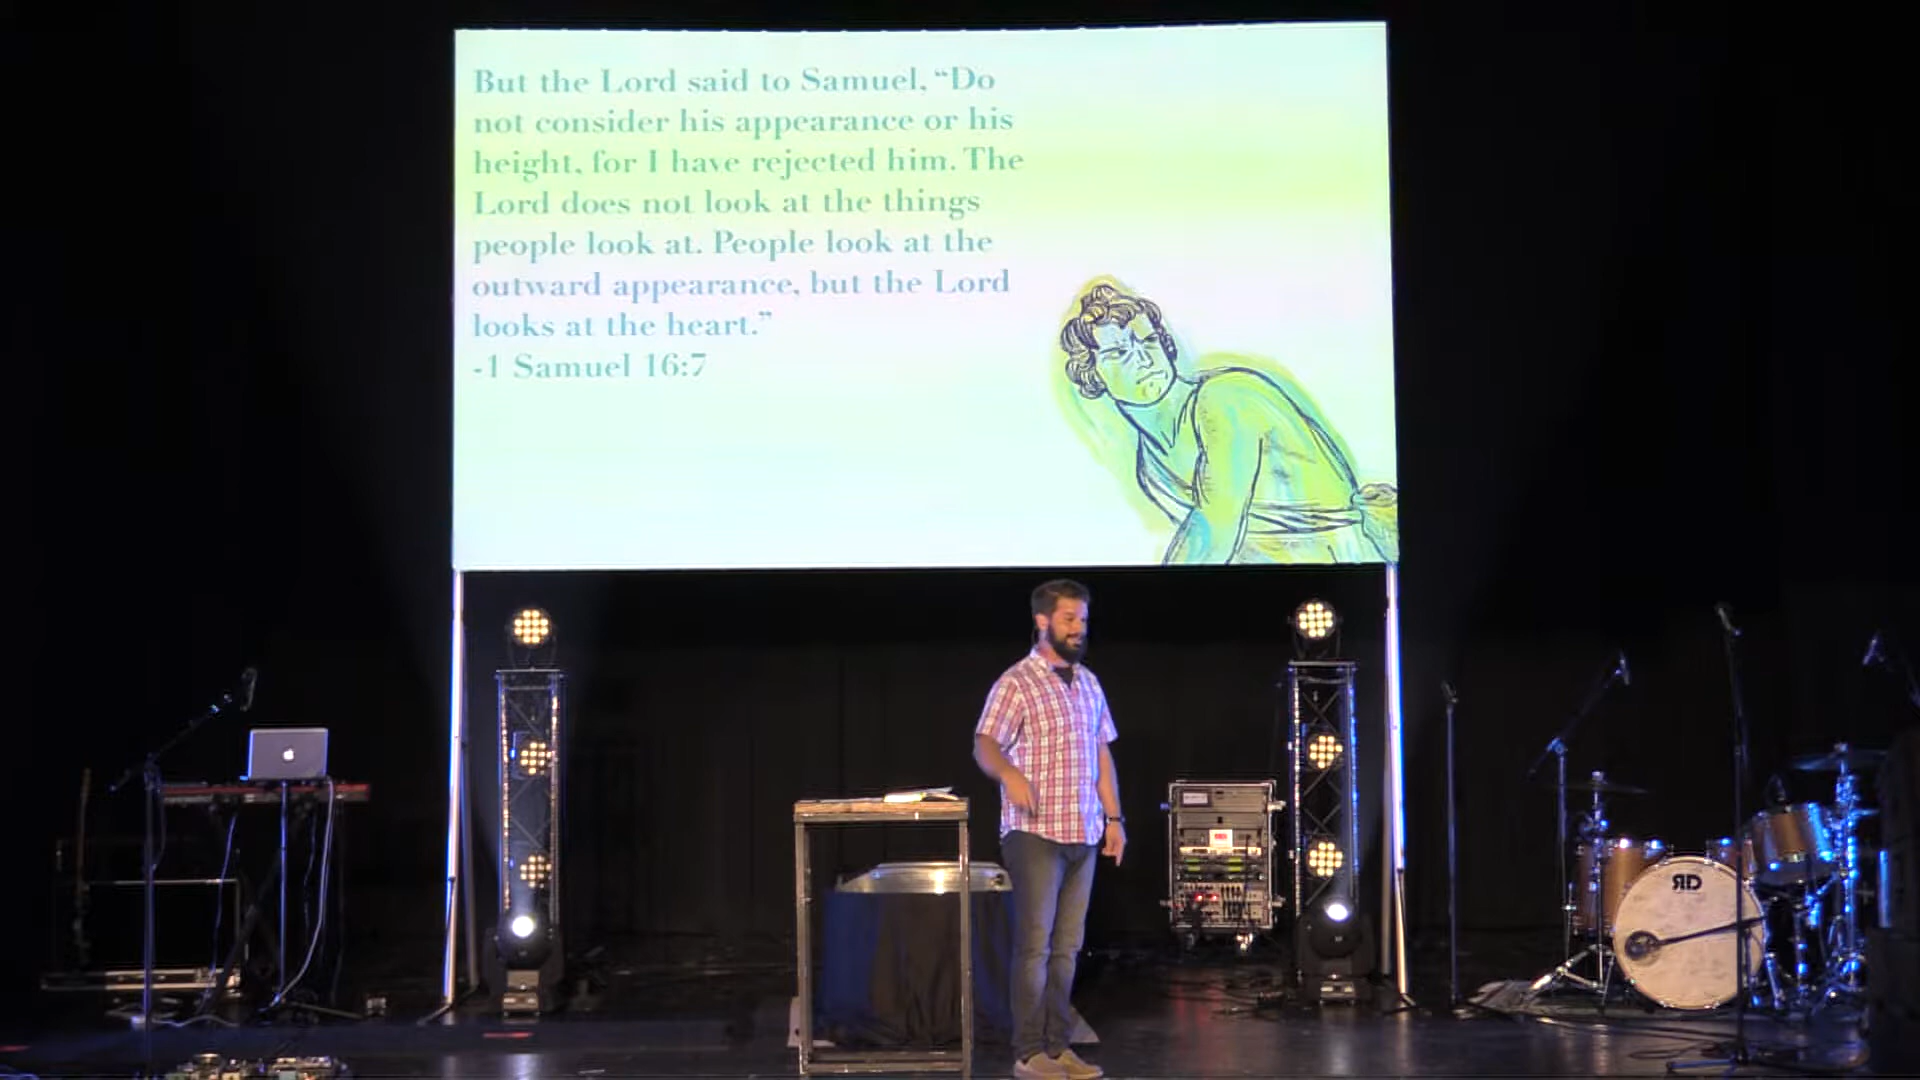 But the Lord said to Samuel, “Do
not consider his appearance or his
height, for I have rejected him. The
Lord does not look at the things
people look at. People look at the
outward appearance, but the Lord
looks at the heart.”
-1 Samuel 16:7
RD